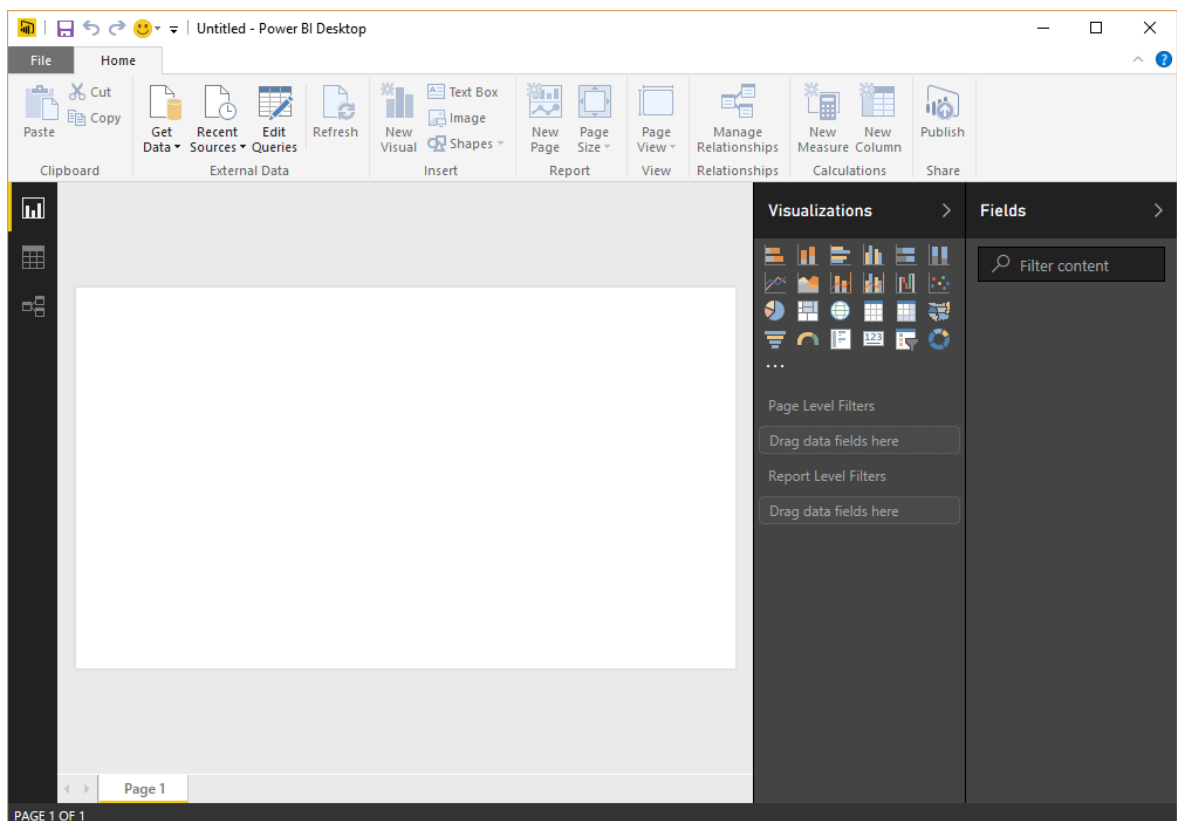 Untitled - Power BI Desktop
File Home
Paste
Cut
Copy
Clipboard
Get Data
Recent Sources
Edit Queries
Refresh
External Data
New Visual
Text Box
Image
Shapes
Insert
New Page
Page Size
Report
Page View
View
Manage Relationships
Relationships
New Measure
New Column
Calculations
Publish
Share
Visualizations
123
...
Page Level Filters
Drag data fields here
Report Level Filters
Drag data fields here
Fields
Filter content
Page 1
PAGE 1 OF 1